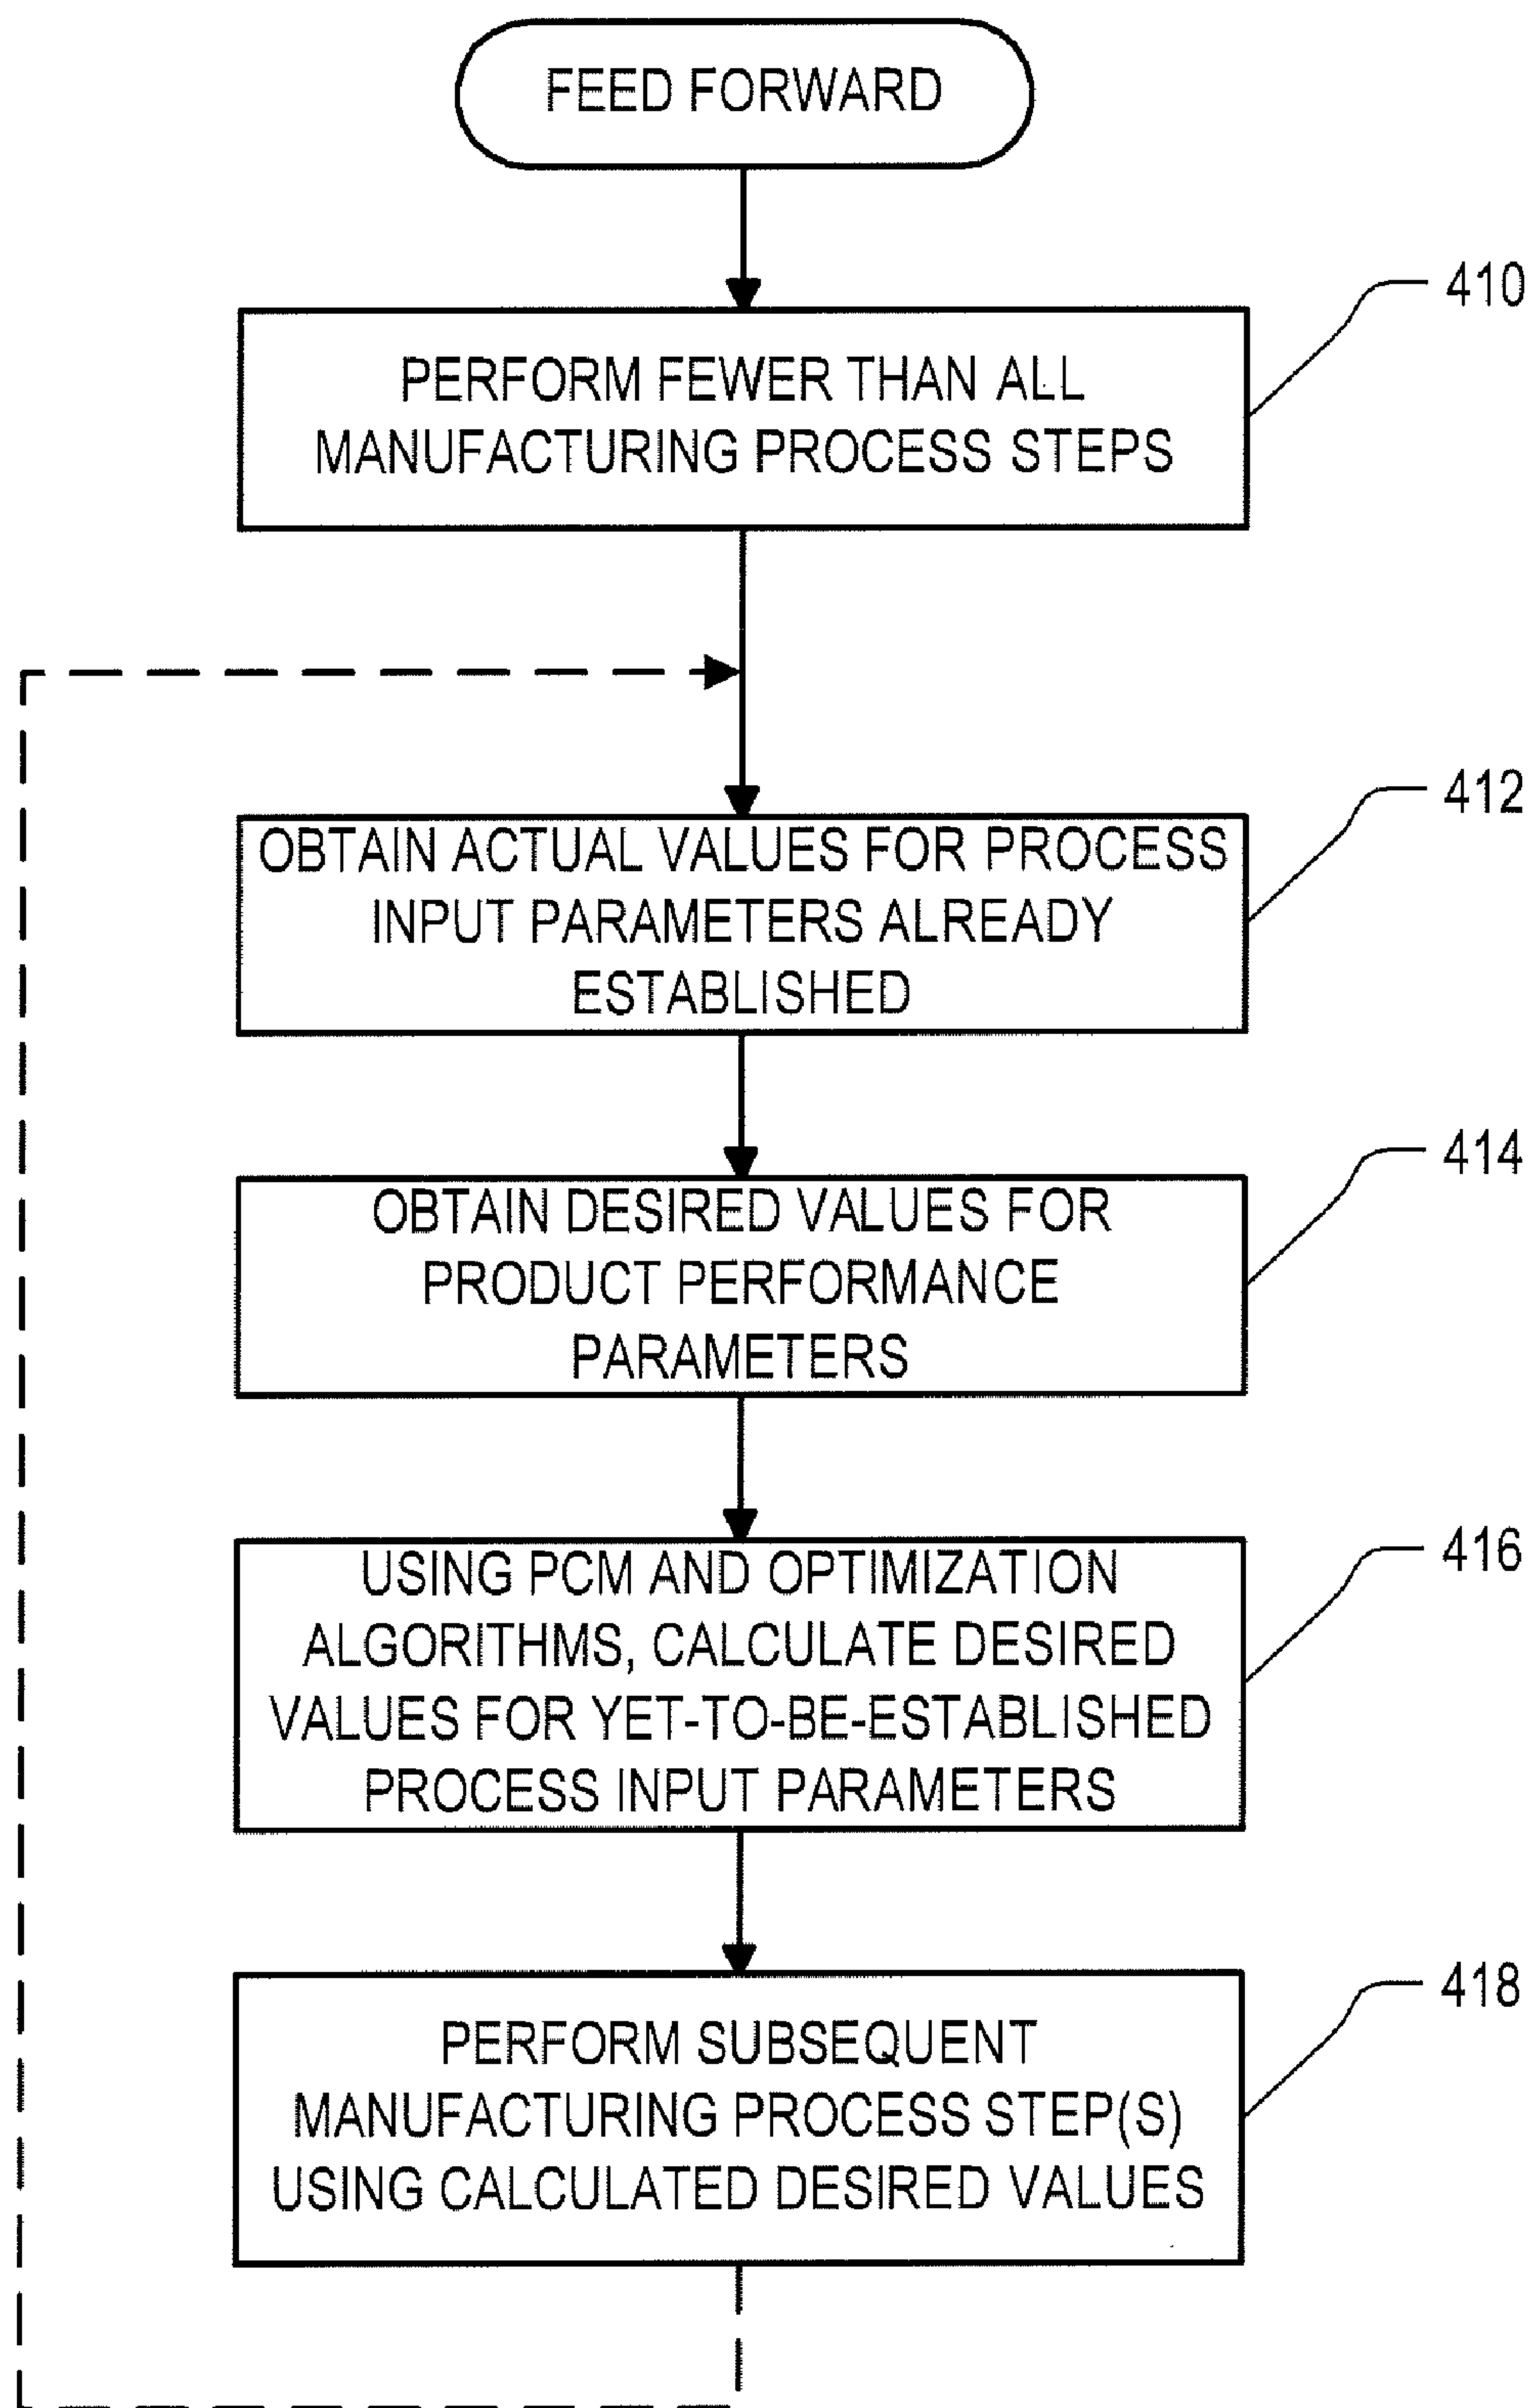 FEED FORWARD
410
PERFORM FEWER THAN ALL
MANUFACTURING PROCESS STEPS
412
OBTAIN ACTUAL VALUES FOR PROCESS
INPUT PARAMETERS ALREADY
ESTABLISHED
414
OBTAIN DESIRED VALUES FOR
PRODUCT PERFORMANCE
PARAMETERS
416
USING PCM AND OPTIMIZATION
ALGORITHMS, CALCULATE DESIRED
VALUES FOR YET-TO-BE-ESTABLISHED
PROCESS INPUT PARAMETERS
418
PERFORM SUBSEQUENT
MANUFACTURING PROCESS STEP(S)
USING CALCULATED DESIRED VALUES